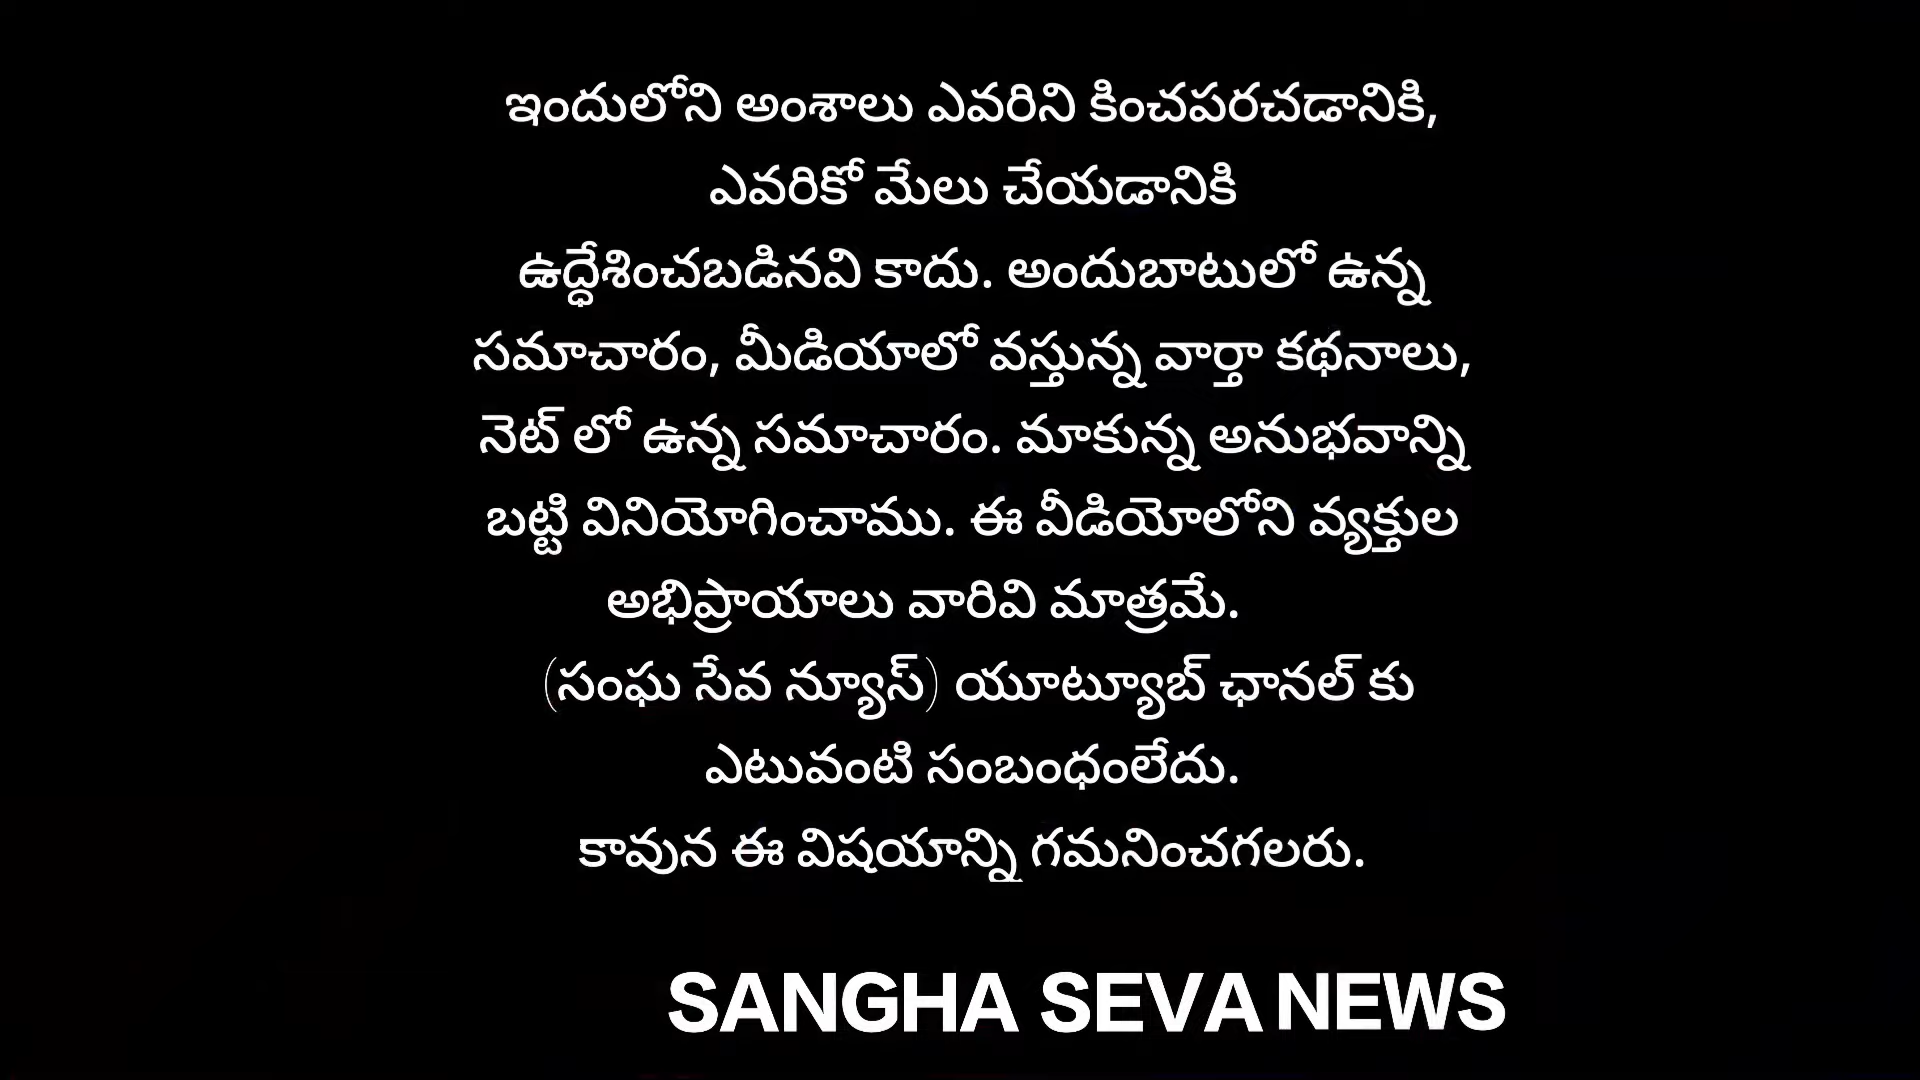 ఇందులోని అంశాలు ఎవరిని కించపరచడానికి,
ఎవరికో మేలు చేయడానికి
ఉద్ధేశించబడినవి కాదు. అందుబాటులో ఉన్న
సమాచారం, మీడియాలో వస్తున్న వార్తా కథనాలు,
నెట్ లో ఉన్న సమాచారం. మాకున్న అనుభవాన్ని
బట్టి వినియోగించాము. ఈ వీడియోలోని వ్యక్తుల
అభిప్రాయాలు వారివి మాత్రమే.
(సంఘ సేవ న్యూస్) యూట్యూబ్ ఛానల్ కు
ఎటువంటి సంబంధంలేదు.
కావున ఈ విషయాన్ని గమనించగలరు.
SANGHA SEVA NEWS